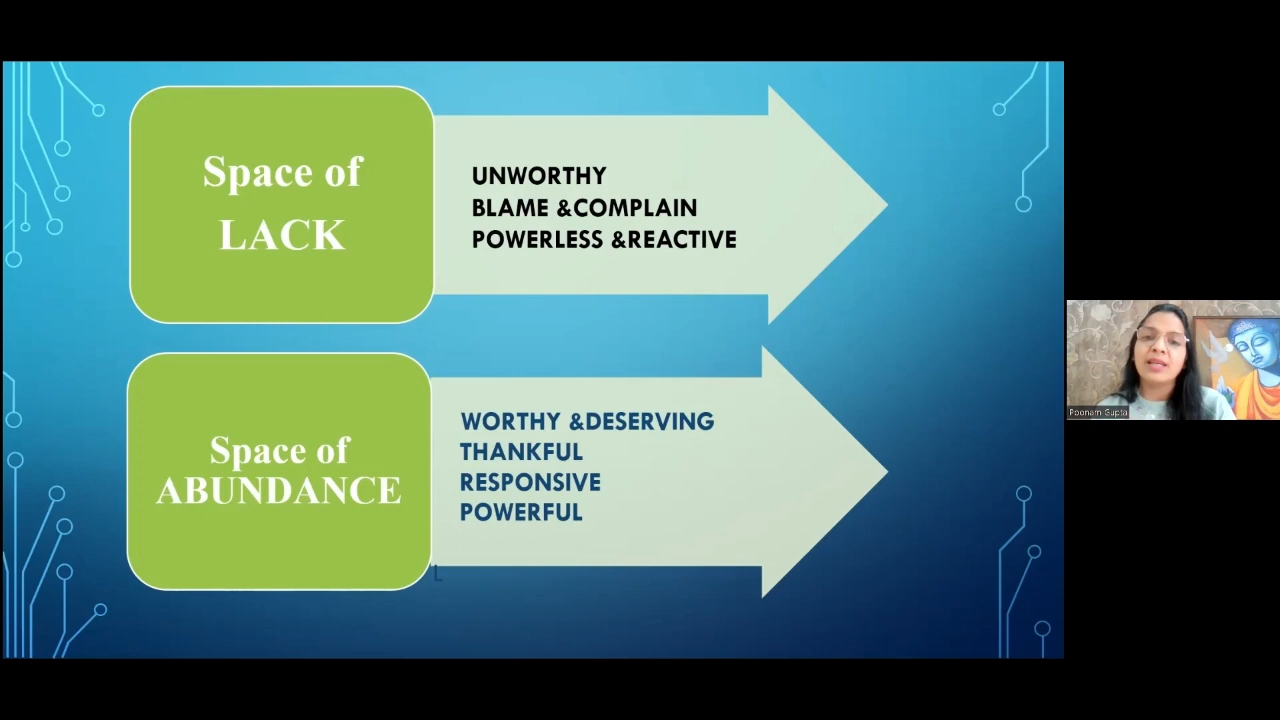 Space of
LACK
UNWORTHY
BLAME &COMPLAIN
POWERLESS &REACTIVE
Space of
ABUNDANCE
WORTHY &DESERVING
THANKFUL
RESPONSIVE
POWERFUL
L
Poonam Gupta